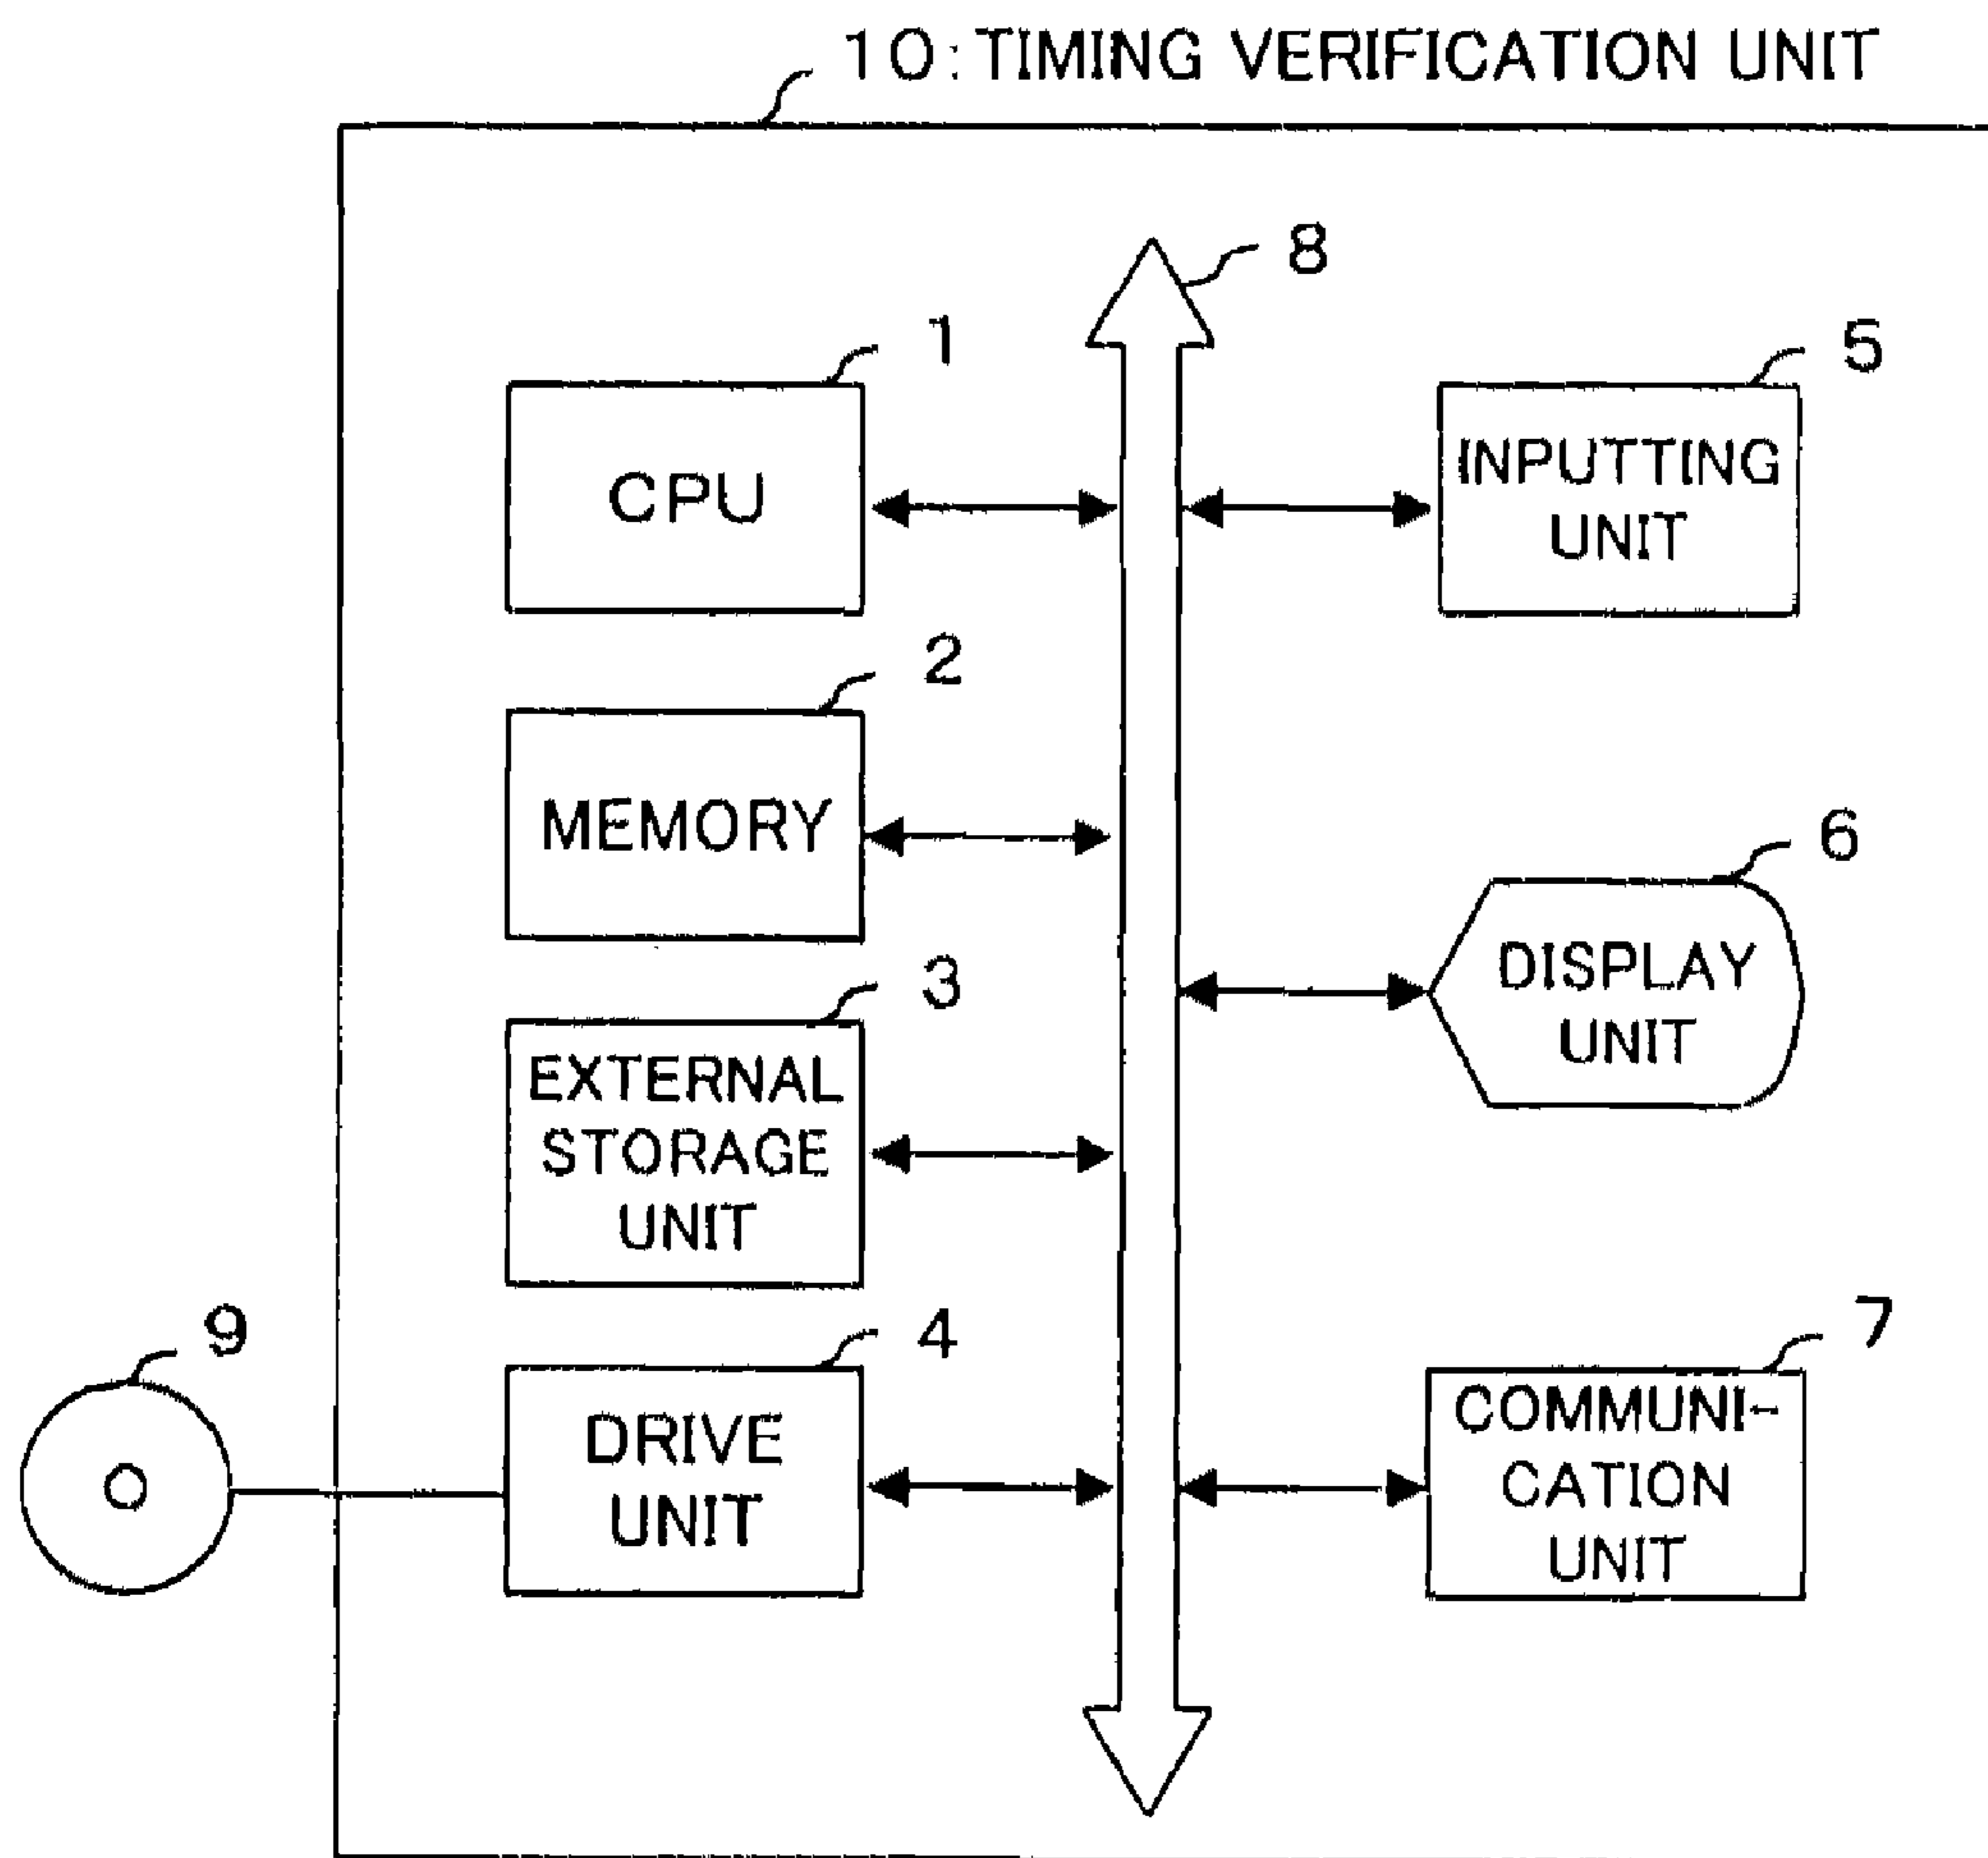 10:TIMING VERIFICATION UNIT
8
1
CPU
5
INPUTTING
UNIT
2
MEMORY
6
DISPLAY
UNIT
3
EXTERNAL
STORAGE
UNIT
9
4
DRIVE
UNIT
7
COMMUNI-
CATION
UNIT